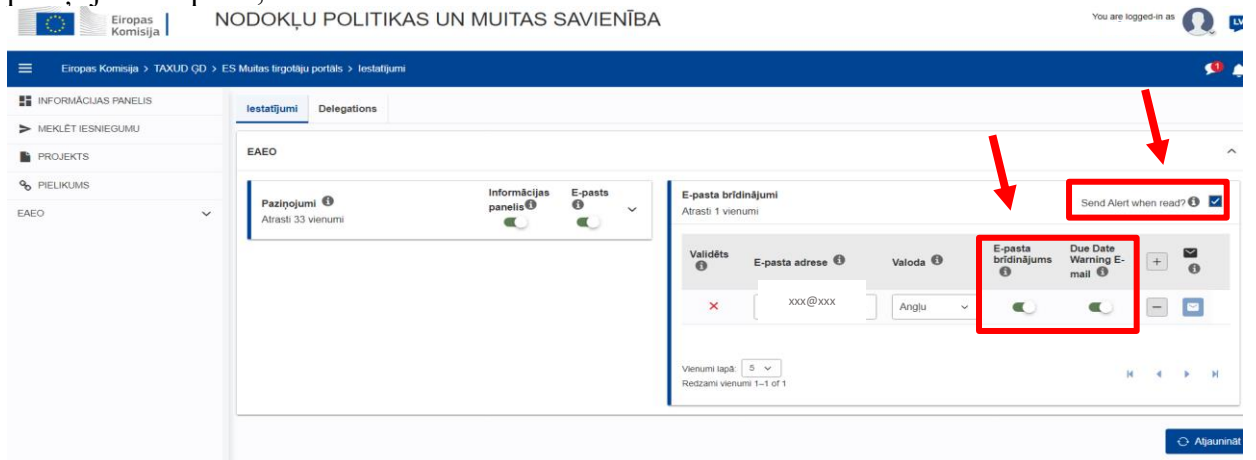 Eiropas
Komisija
NODOKĻU POLITIKAS UN MUITAS SAVIENĪBA
You are logged-in as
LV
Eiropas Komisija > TAXUD ĢD > ES Muitas tirgotāju portāls > Iestatījumi
1
INFORMĀCIJAS PANELIS
MEKLĒT IESNIEGUMU
PROJEKTS
PIELIKUMS
EAEO
Iestatījumi Delegations
EAEO
Paziņojumi
Atrasti 33 vienumi
Informācijas
panelis
E-pasts
E-pasta brīdinājumi
Atrasti 1 vienumi
Send Alert when read?
Validēts
E-pasta adrese
Valoda
E-pasta
brīdinājums
Due Date
Warning E-
mail
xxx@xxx
Angļu
Vienumi lapā: 5
Redzami vienumi 1–1 of 1
Atjaunināt